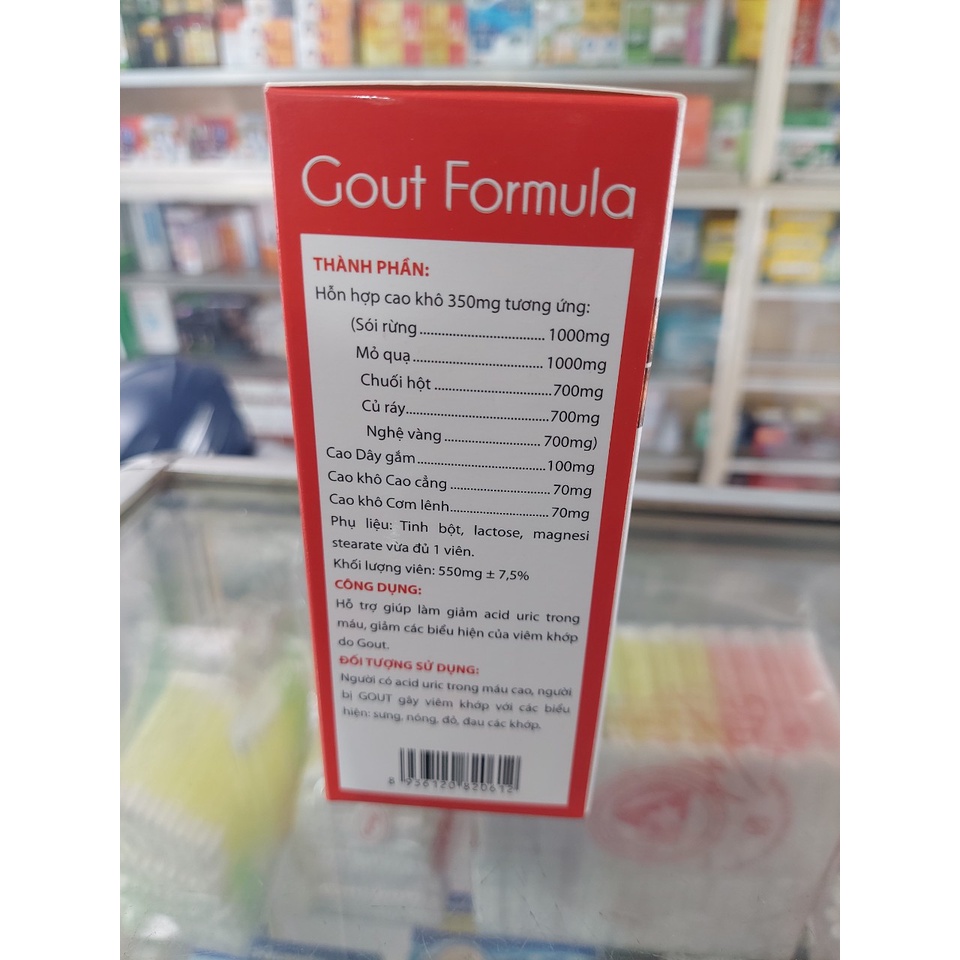 Gout Formula
THÀNH PHẦN:
Hỗn hợp cao khô 350mg tương ứng:
(Sói rừng.................................. 1000mg
Mỏ quạ................................... 1000mg
Chuối hột ................................700mg
Củ ráy.......................................700mg
Nghệ vàng .......................... 700mg)
Cao Dây gắm...................................100mg
Cao khô Cao cẳng ........................... 70mg
Cao khô Cơm lênh........................... 70mg
Phụ liệu: Tinh bột, lactose, magnesi
stearate vừa đủ 1 viên.
Khối lượng viên: 550mg ± 7,5%
CÔNG DỤNG:
Hỗ trợ giúp làm giảm acid uric trong
máu, giảm các biểu hiện của viêm khớp
do Gout.
ĐỐI TƯỢNG SỬ DỤNG:
Người có acid uric trong máu cao, người
bị GOUT gây viêm khớp với các biểu
hiện: sưng, nóng, đỏ, đau các khớp.
8 936120 820612